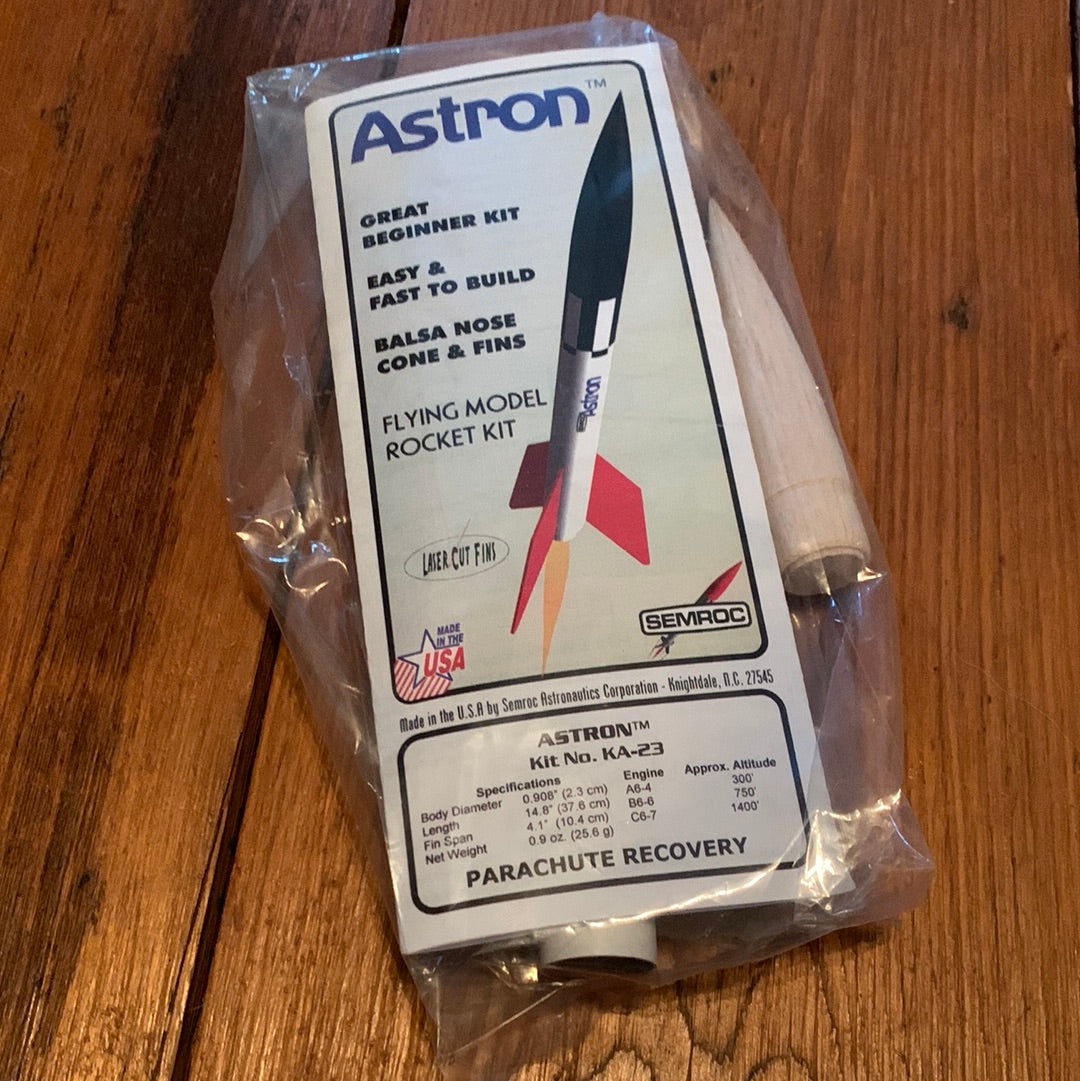 Astron™
GREAT
BEGINNER KIT
EASY &
FAST TO BUILD
BALSA NOSE
CONE & FINS
FLYING MODEL
ROCKET KIT
Astron
LASER CUT FINS
MADE
IN THE
USA
SEMROC
Made in the U.S.A by Semroc Astronautics Corporation - Knightdale, N.C. 27545
ASTRON™
Kit No. KA-23
Specifications Engine Approx. Altitude
Body Diameter 0.908" (2.3 cm) A6-4 300'
Length 14.8" (37.6 cm) B6-6 750'
Fin Span 4.1" (10.4 cm) C6-7 1400'
Net Weight 0.9 oz. (25.6 g)
PARACHUTE RECOVERY